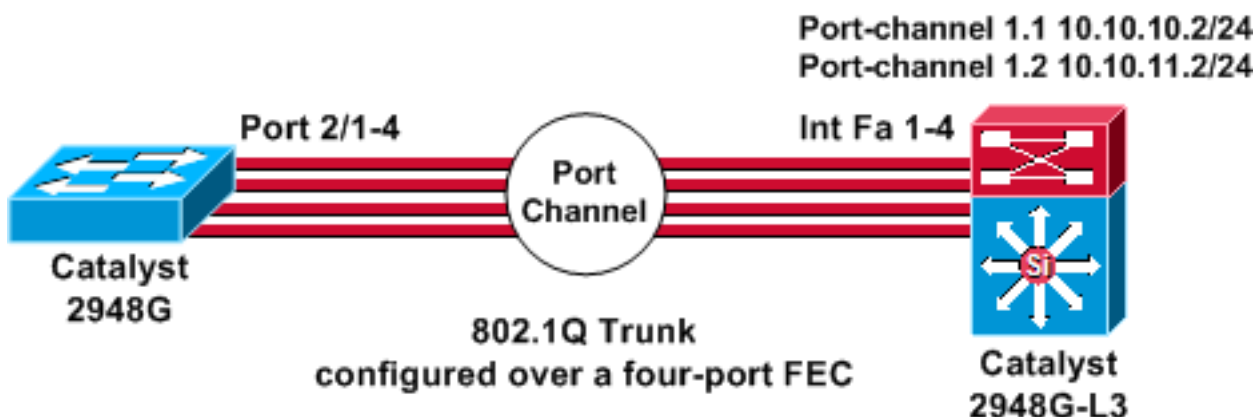 Port-channel 1.1 10.10.10.2/24
Port-channel 1.2 10.10.11.2/24
Port 2/1-4
Int Fa 1-4
Port
Channel
Si
Catalyst
2948G
802.1Q Trunk
configured over a four-port FEC
Catalyst
2948G-L3